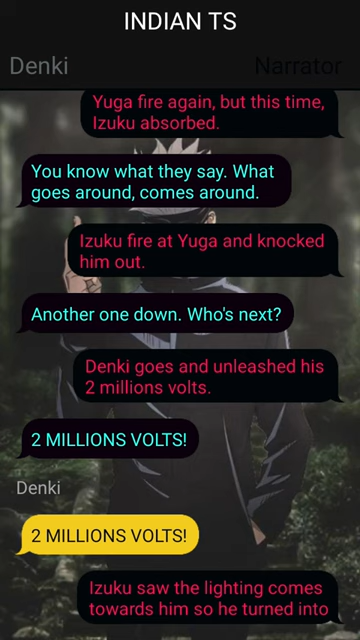 INDIAN TS
Denki
Narrator
Yuga fire again, but this time,
Izuku absorbed.
You know what they say. What
goes around, comes around.
Izuku fire at Yuga and knocked
him out.
Another one down. Who's next?
Denki goes and unleashed his
2 millions volts.
2 MILLIONS VOLTS!
Denki
2 MILLIONS VOLTS!
Izuku saw the lighting comes
towards him so he turned into